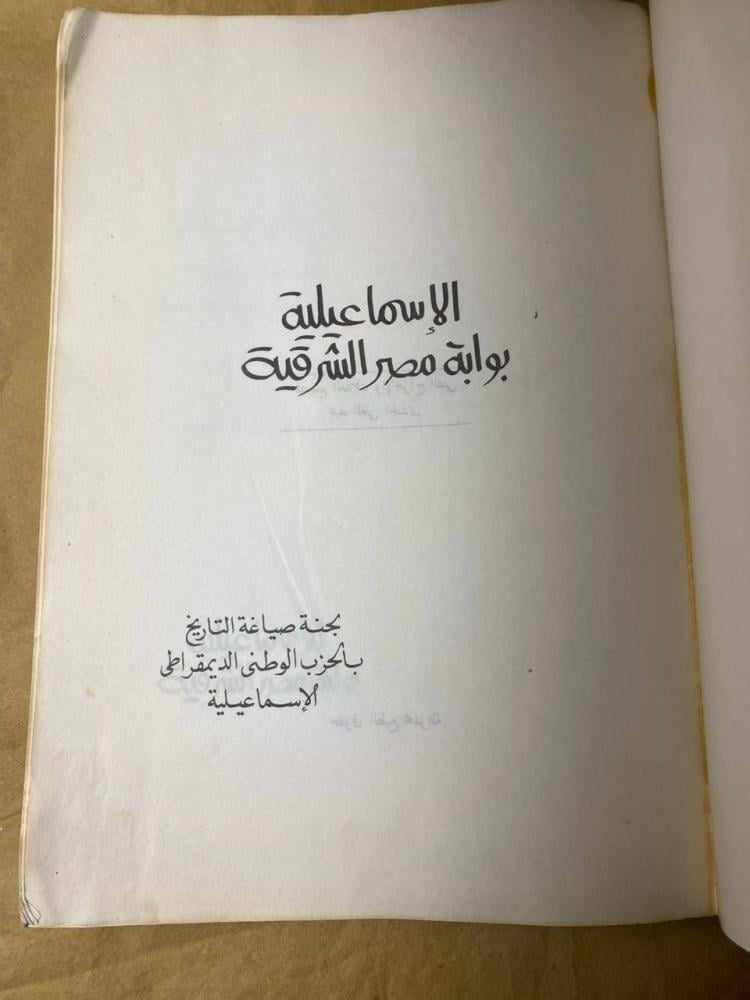 الإسماعيلية
بوابة مصر الشرقية
لجنة صياغة التاريخ
بالحزب الوطنى الديمقراطى
الإسماعيلية